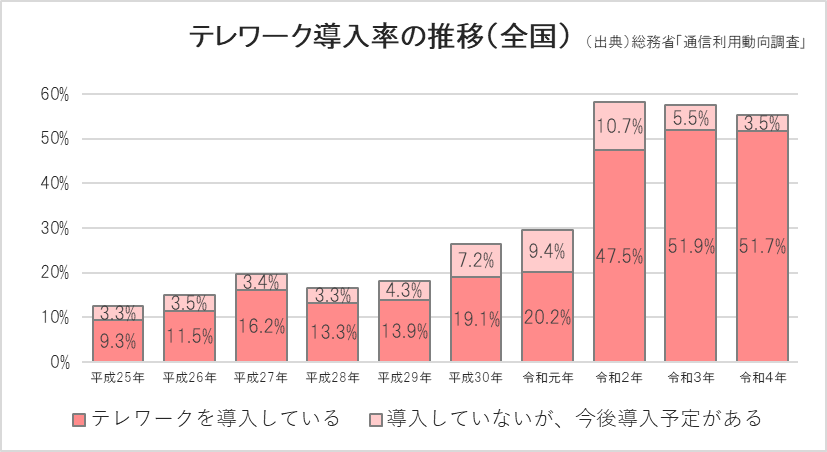 テレワーク導入率の推移（全国） （出典）総務省「通信利用動向調査」
60%
50%
40%
30%
20%
10%
0%
3.3% 3.5% 3.4% 3.3% 4.3% 7.2% 9.4% 10.7% 5.5% 3.5%
9.3% 11.5% 16.2% 13.3% 13.9% 19.1% 20.2% 47.5% 51.9% 51.7%
平成25年 平成26年 平成27年 平成28年 平成29年 平成30年 令和元年 令和2年 令和3年 令和4年
テレワークを導入している 導入していないが、今後導入予定がある